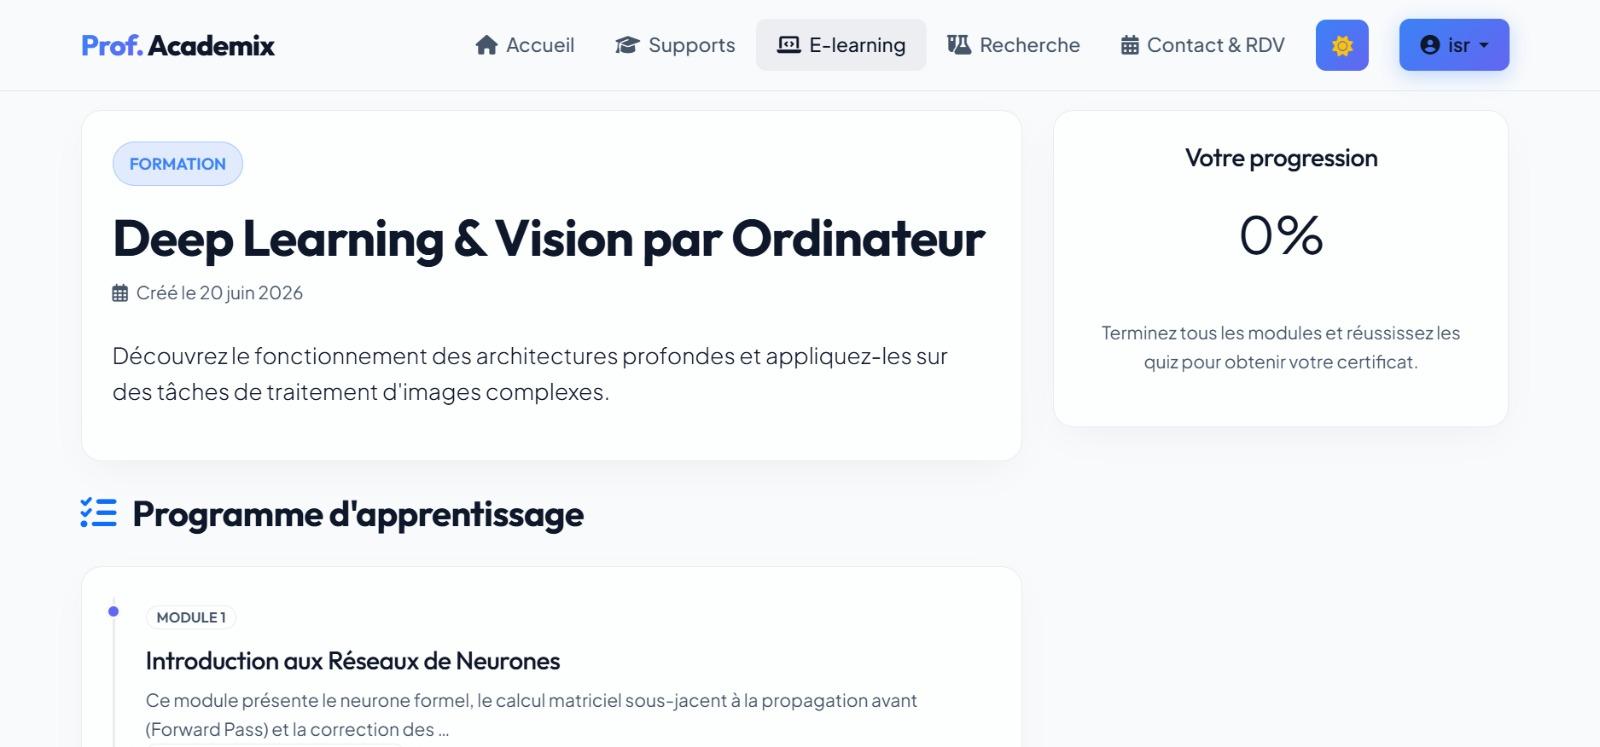 Prof. Academix
Accueil
Supports
E-learning
Recherche
Contact & RDV
isr
FORMATION
Deep Learning & Vision par Ordinateur
Créé le 20 juin 2026
Découvrez le fonctionnement des architectures profondes et appliquez-les sur
des tâches de traitement d'images complexes.
Votre progression
0%
Terminez tous les modules et réussissez les
quiz pour obtenir votre certificat.
Programme d'apprentissage
MODULE 1
Introduction aux Réseaux de Neurones
Ce module présente le neurone formel, le calcul matriciel sous-jacent à la propagation avant
(Forward Pass) et la correction des ...